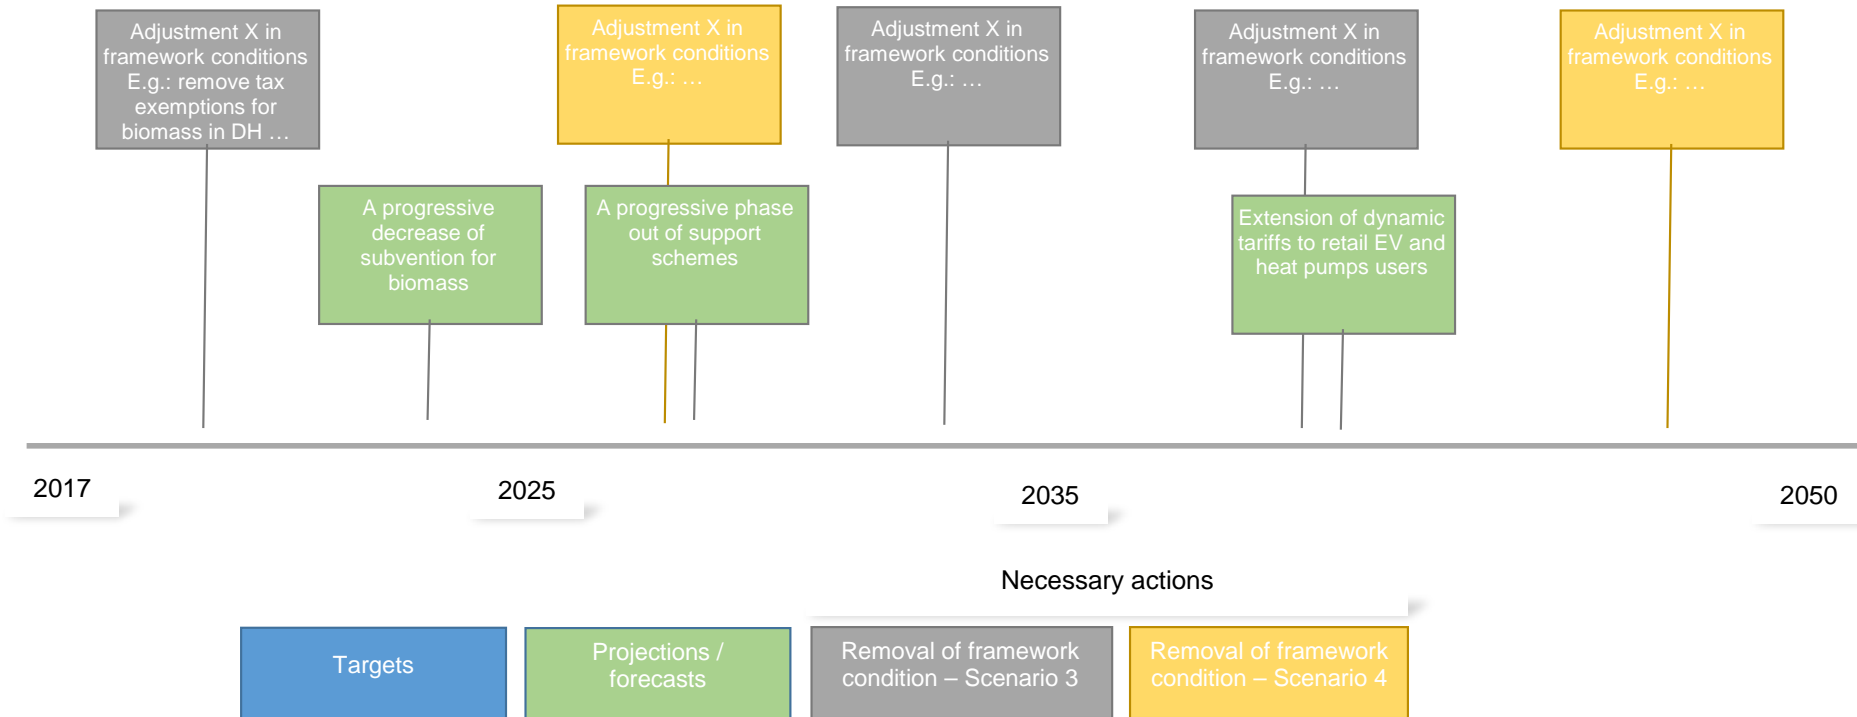 Adjustment X in
framework conditions
E.g.: remove tax
exemptions for
biomass in DH …
Adjustment X in
framework conditions
E.g.: …
Adjustment X in
framework conditions
E.g.: …
Adjustment X in
framework conditions
E.g.: …
Adjustment X in
framework conditions
E.g.: …
A progressive
decrease of
subvention for
biomass
A progressive phase
out of support
schemes
Extension of dynamic
tariffs to retail EV and
heat pumps users
2017
2025
2035
2050
Necessary actions
Targets
Projections /
forecasts
Removal of framework
condition – Scenario 3
Removal of framework
condition – Scenario 4